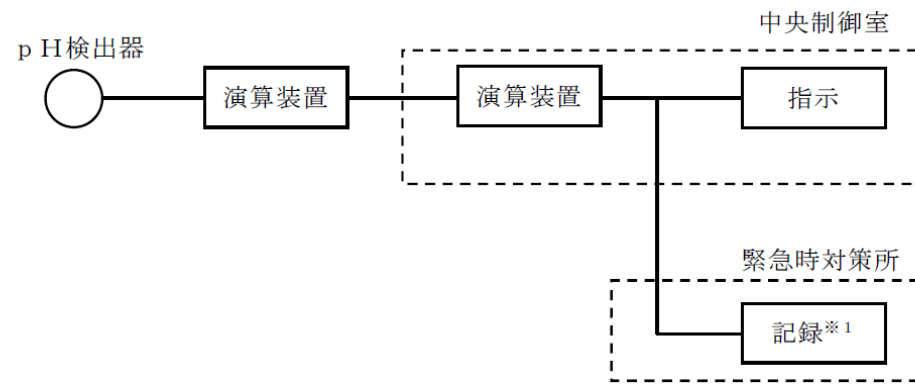 中央制御室
pH検出器
演算装置
演算装置
指示
緊急時対策所
記録※1